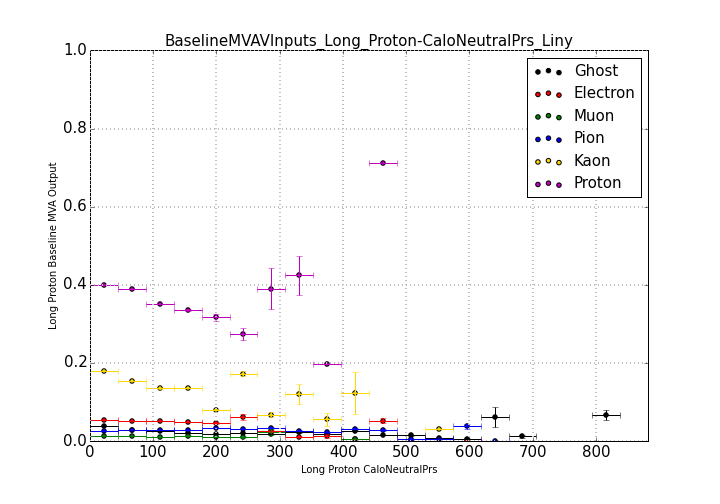 BaselineMVAVInputs_Long_Proton-CaloNeutralPrs_Liny
1.0
0.8
0.6
0.4
0.2
0.0
Long Proton Baseline MVA Output
Ghost
Electron
Muon
Pion
Kaon
Proton
0 100 200 300 400 500 600 700 800
Long Proton CaloNeutralPrs